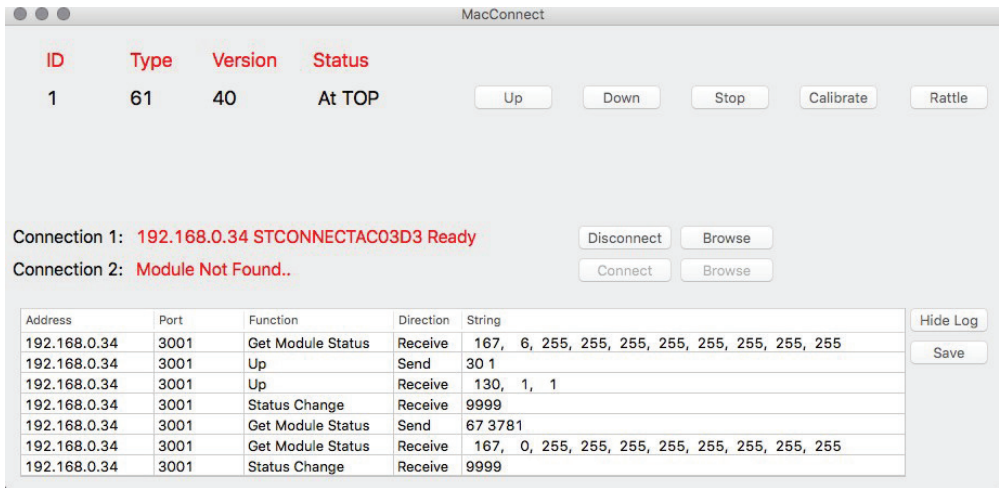 MacConnect
ID Type Version Status
1 61 40 At TOP Up Down Stop Calibrate Rattle
Connection 1: 192.168.0.34 STCONNECTAC03D3 Ready Disconnect Browse
Connection 2: Module Not Found.. Connect Browse
Address Port Function Direction String Hide Log
192.168.0.34 3001 Get Module Status Receive 167, 6, 255, 255, 255, 255, 255, 255, 255, 255
Save
192.168.0.34 3001 Up Send 30 1
192.168.0.34 3001 Up Receive 130, 1, 1
192.168.0.34 3001 Status Change Receive 9999
192.168.0.34 3001 Get Module Status Send 67 3781
192.168.0.34 3001 Get Module Status Receive 167, 0, 255, 255, 255, 255, 255, 255, 255, 255
192.168.0.34 3001 Status Change Receive 9999